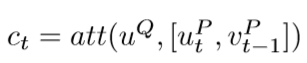 $c_t = att(u^Q, [u_t^P, v_{t-1}^P])$